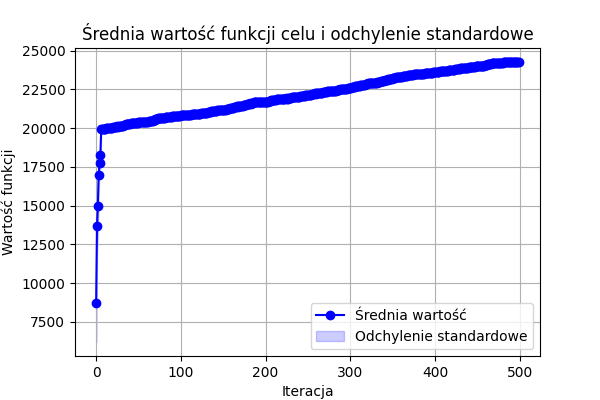 Średnia wartość funkcji celu i odchylenie standardowe
25000
22500
20000
17500
15000
12500
10000
7500
Wartość funkcji
0 100 200 300 400 500
Iteracja
Średnia wartość
Odchylenie standardowe